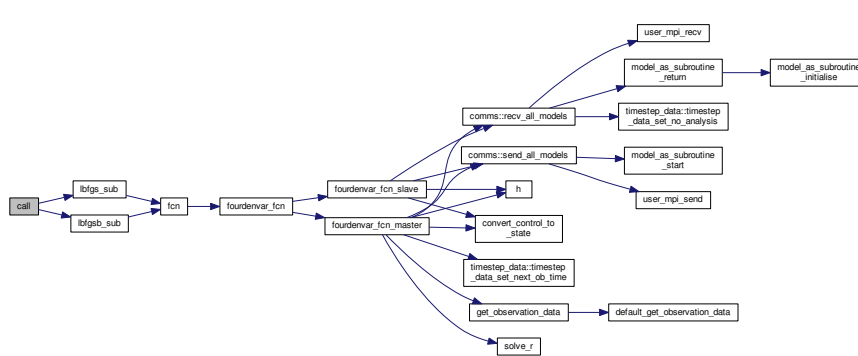 call
lbfgs_sub
lbfgsb_sub
fcn
fourdenvar_fcn
fourdenvar_fcn_slave
fourdenvar_fcn_master
comms::recv_all_models
comms::send_all_models
h
convert_control_to
_state
timestep_data::timestep
_data_set_next_ob_time
get_observation_data
solve_r
user_mpi_recv
model_as_subroutine
_return
timestep_data::timestep
_data_set_no_analysis
model_as_subroutine
_start
user_mpi_send
default_get_observation_data
model_as_subroutine
_initialise